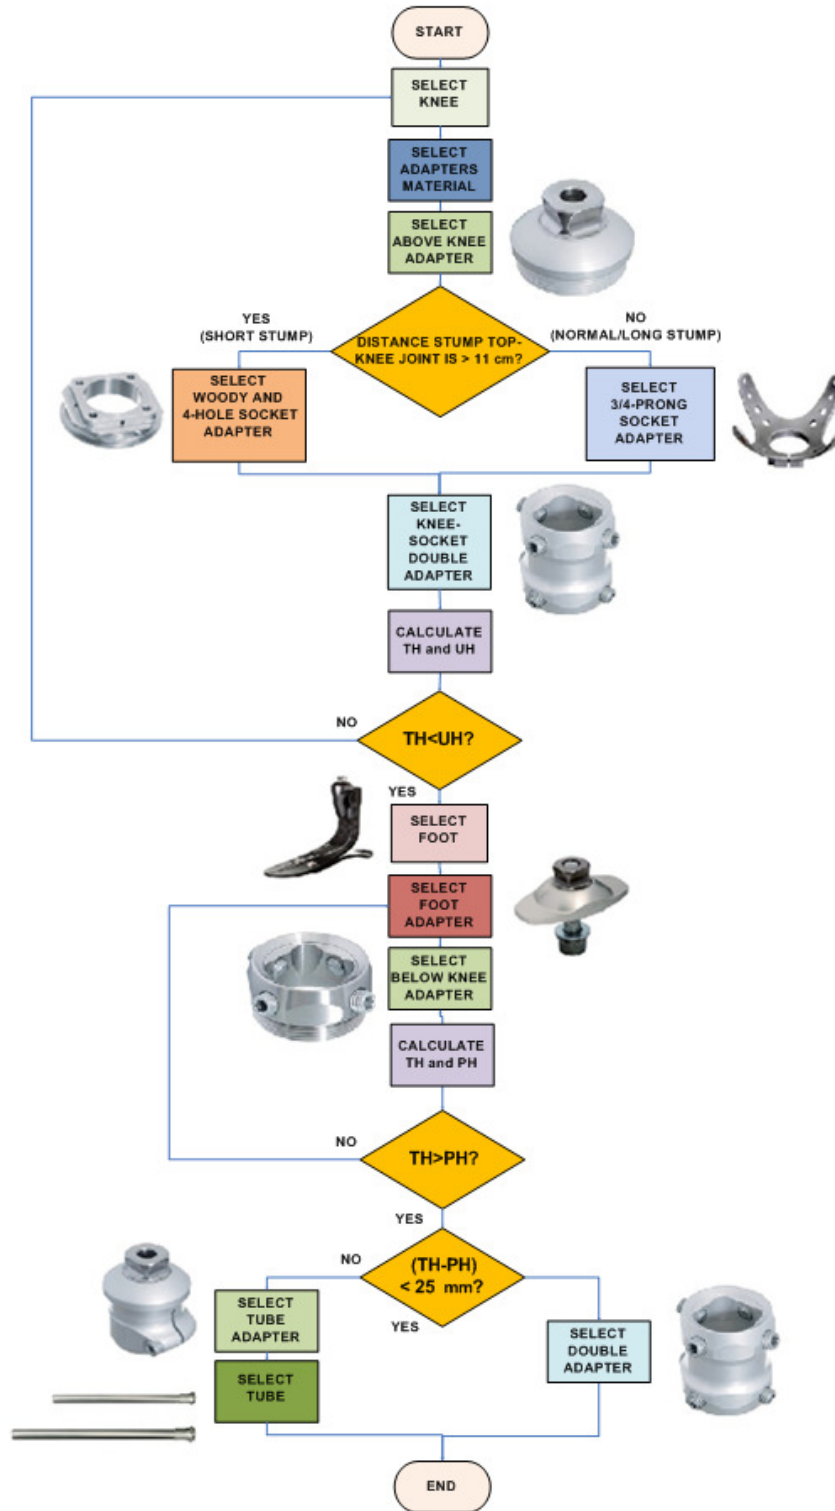 START
SELECT
KNEE
SELECT
ADAPTERS
MATERIAL
SELECT
ABOVE KNEE
ADAPTER
YES
(SHORT STUMP)
NO
(NORMAL/LONG STUMP)
DISTANCE STUMP TOP-
KNEE JOINT IS > 11 cm?
SELECT
WOODY AND
4-HOLE SOCKET
ADAPTER
SELECT
3/4-PRONG
SOCKET
ADAPTER
SELECT
KNEE-
SOCKET
DOUBLE
ADAPTER
CALCULATE
TH and UH
NO
TH<UH?
YES
SELECT
FOOT
SELECT
FOOT
ADAPTER
SELECT
BELOW KNEE
ADAPTER
CALCULATE
TH and PH
NO
TH>PH?
YES
NO
(TH-PH)
< 25 mm?
YES
SELECT
TUBE
ADAPTER
SELECT
DOUBLE
ADAPTER
SELECT
TUBE
END